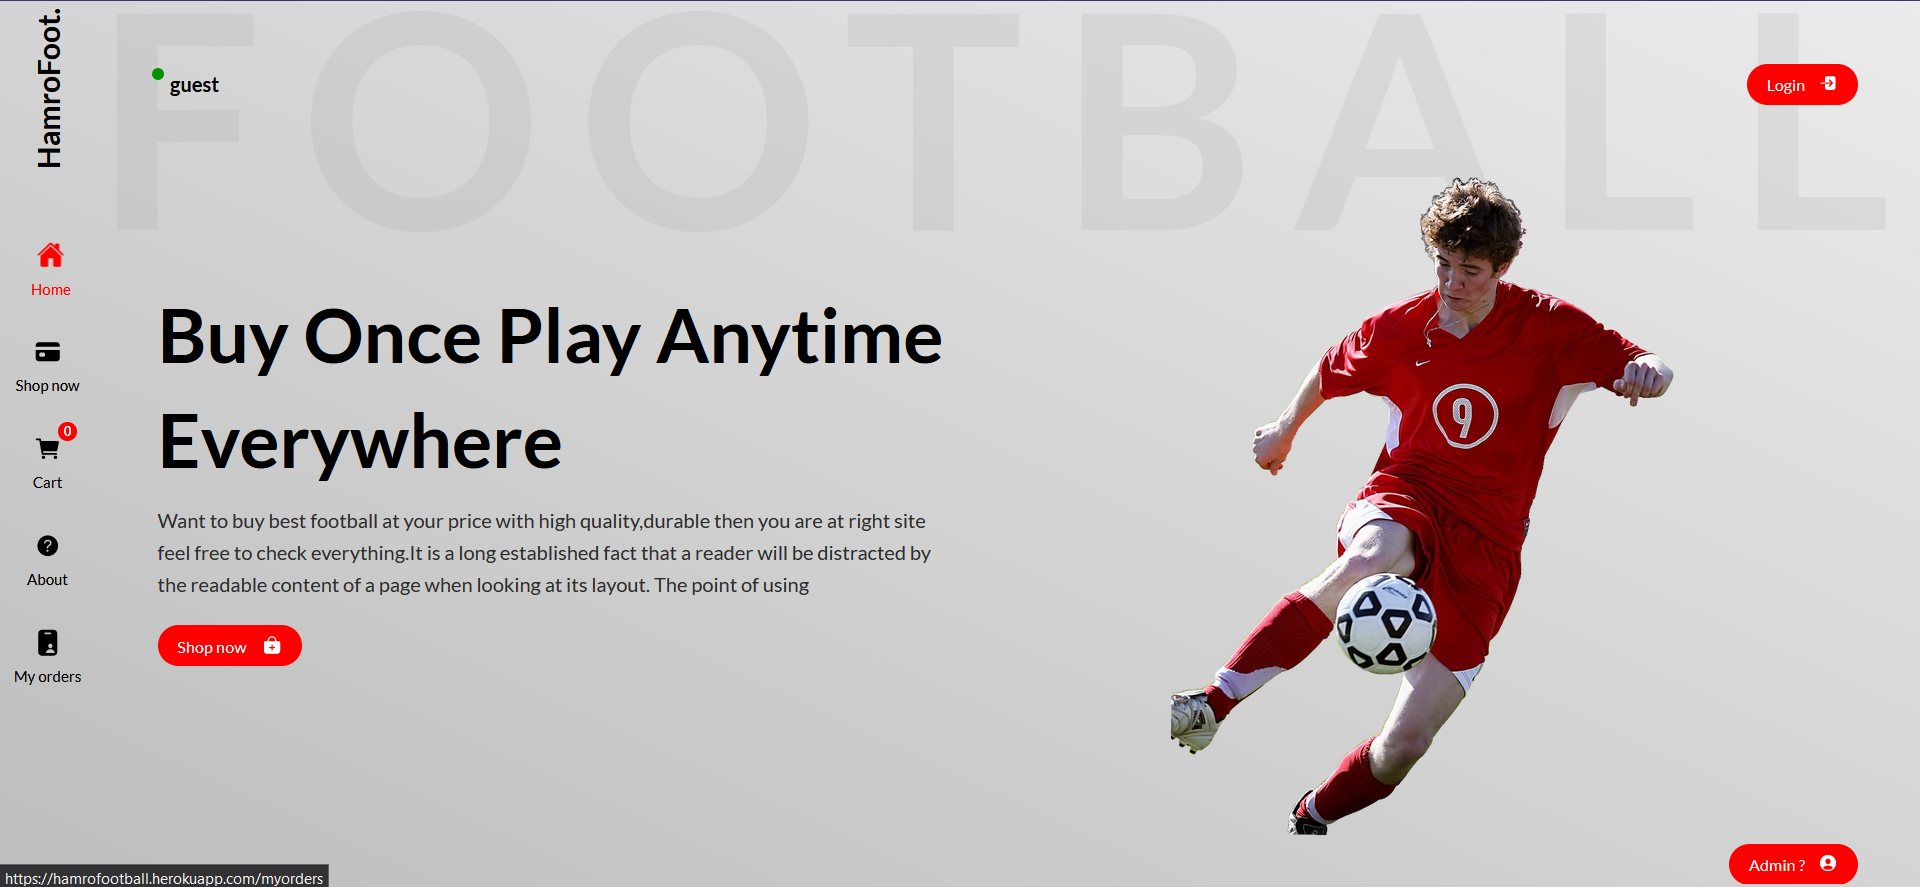 HamroFoot.
FOOTBALL
guest
Login
Home
Shop now
0
Cart
About
My orders
Buy Once Play Anytime
Everywhere
Want to buy best football at your price with high quality,durable then you are at right site
feel free to check everything.It is a long established fact that a reader will be distracted by
the readable content of a page when looking at its layout. The point of using
Shop now
9
Admin ?
https://hamrofootball.herokuapp.com/myorders